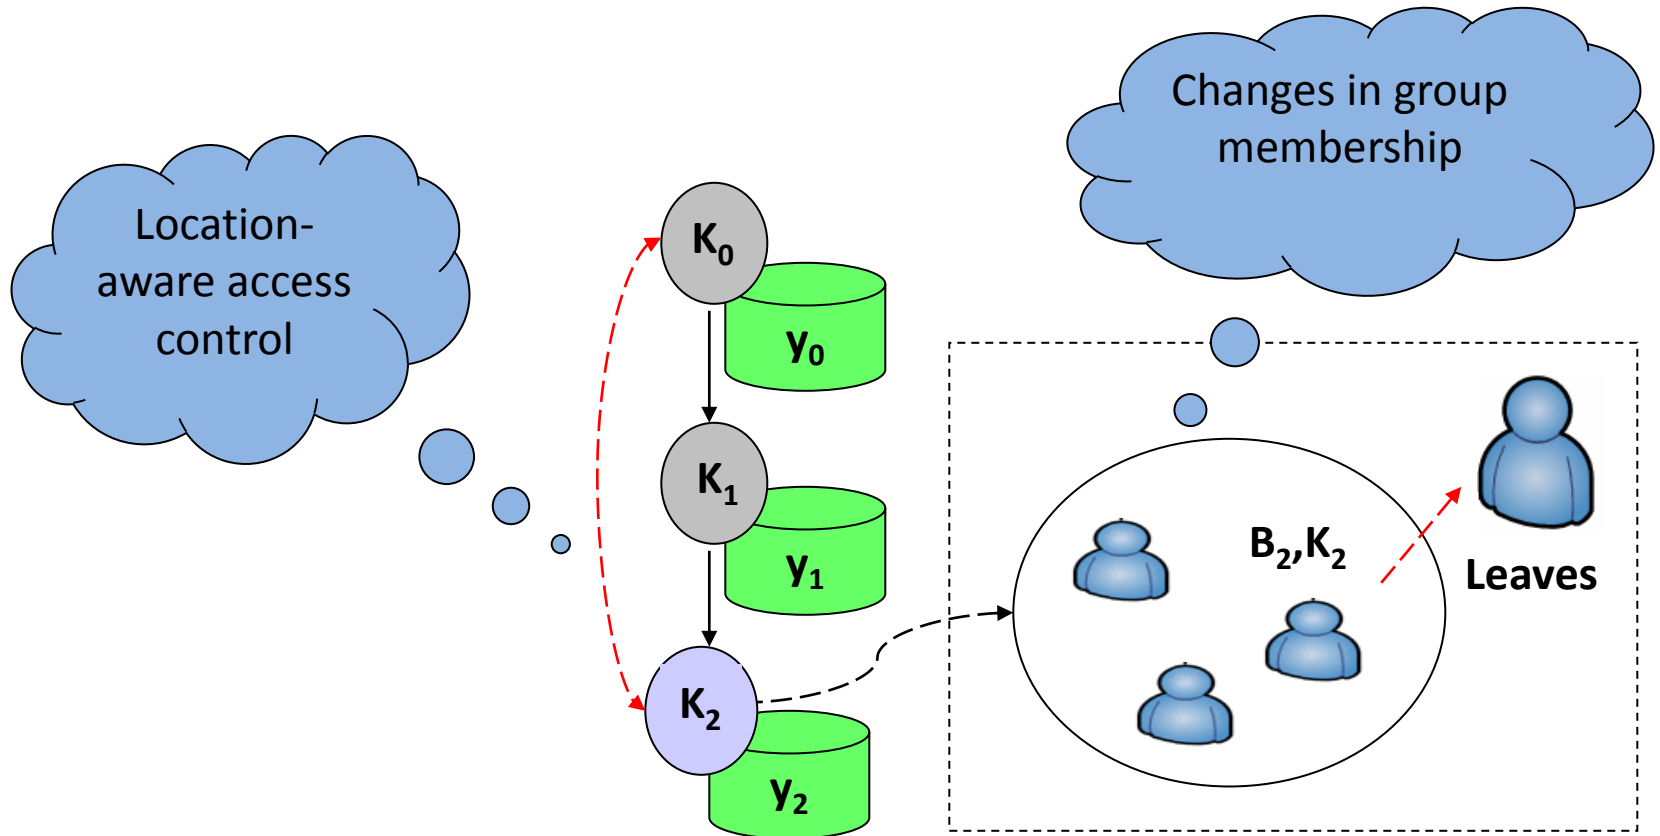 Changes in group
membership
Location-
aware access
control
K₀
y₀
K₁
y₁
B₂,K₂
Leaves
K₂
y₂